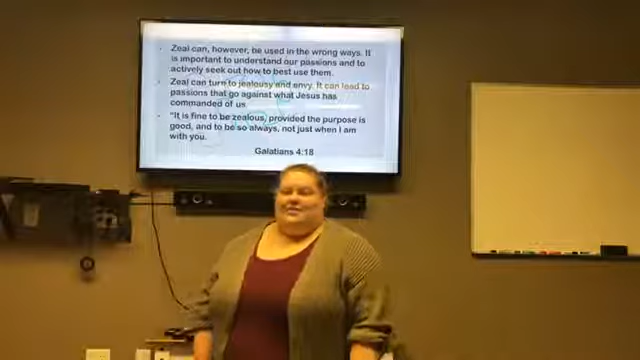 · Zeal can, however, be used in the wrong ways. It
is important to understand our passions and to
actively seek out how to best use them.
· Zeal can turn to jealousy and envy. It can lead to
passions that go against what Jesus has
commanded of us.
· "It is fine to be zealous, provided the purpose is
good, and to be so always, not just when I am
with you.
Galatians 4:18